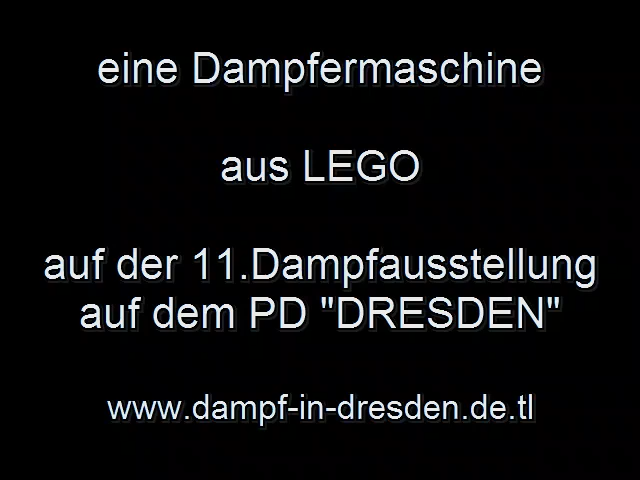 eine Dampfermaschine
aus LEGO
auf der 11.Dampfausstellung
auf dem PD "DRESDEN"
www.dampf-in-dresden.de.tl